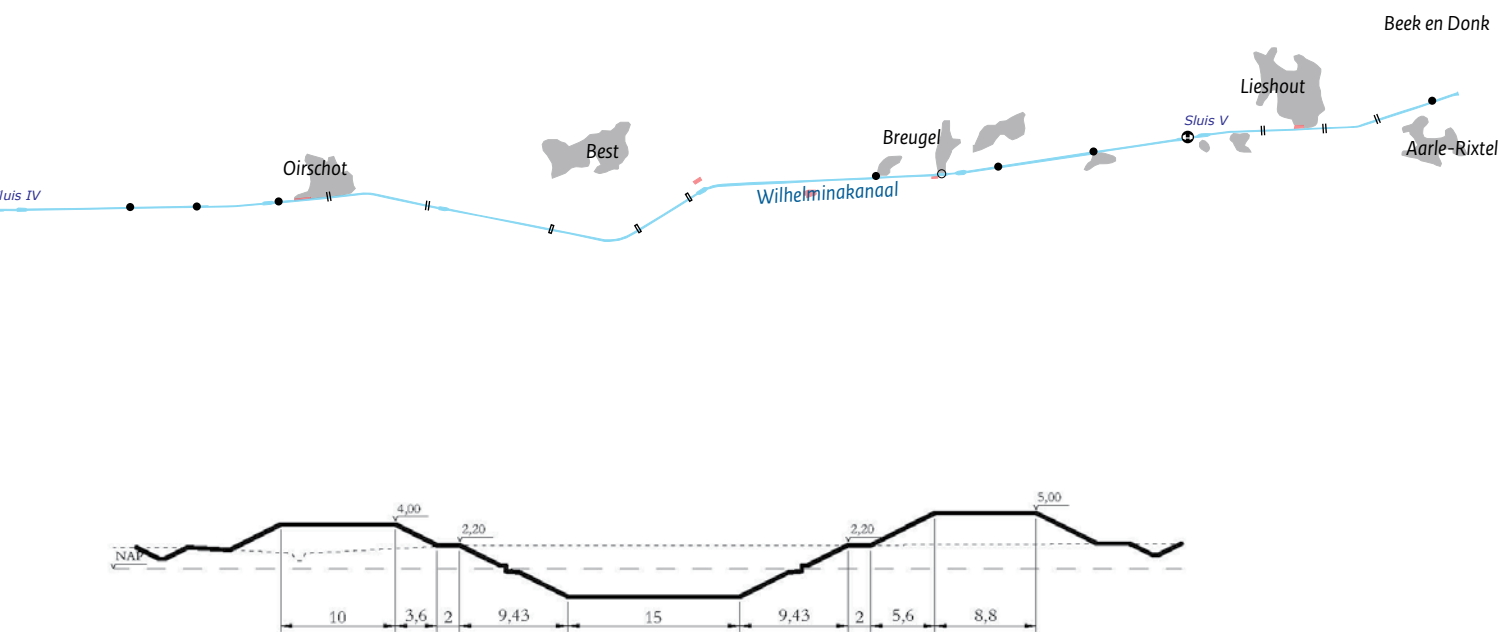 Beek en Donk
Lieshout
Sluis V
Breugel
Best
Aarle-Rixtel
Oirschot
luis IV
Wilhelminakanaal
5,00
4,00
2,20
2,20
NAP
10
3,6
2
9,43
15
9,43
2
5,6
8,8